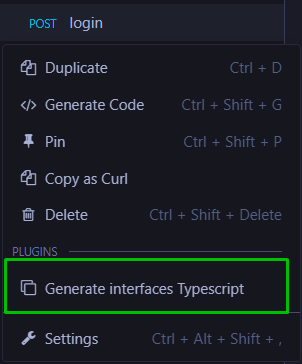 POST login
Duplicate Ctrl + D
Generate Code Ctrl + Shift + G
Pin Ctrl + Shift + P
Copy as Curl
Delete Ctrl + Shift + Delete
PLUGINS
Generate interfaces Typescript
Settings Ctrl + Alt + Shift + ,